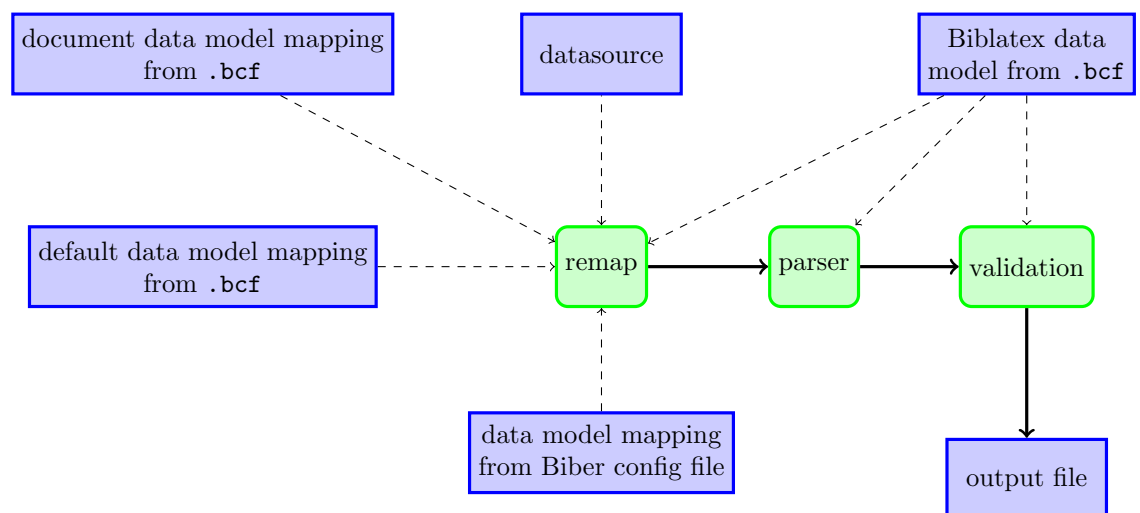 document data model mapping
from .bcf
datasource
Biblatex data
model from .bcf
default data model mapping
from .bcf
remap
parser
validation
data model mapping
from Biber config file
output file